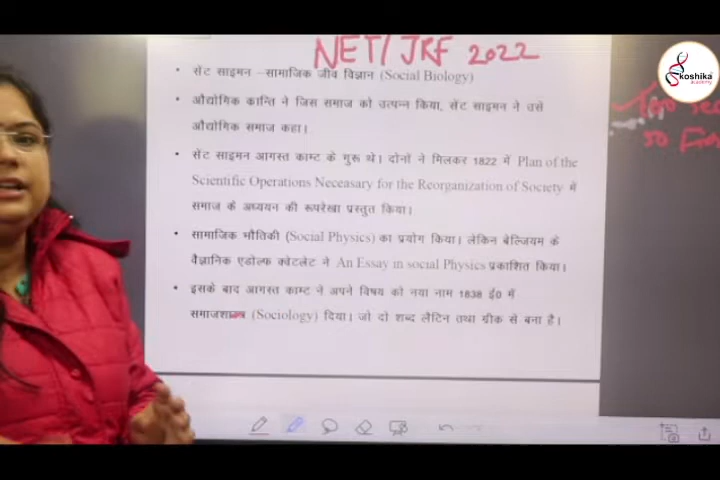 NET/JRF 2022
• सेंट साइमन –सामाजिक जीव विज्ञान (Social Biology)
• औद्योगिक क्रान्ति ने जिस समाज को उत्पन्न किया, सेंट साइमन ने उसे
औद्योगिक समाज कहा।
• सेंट साइमन आगस्त काम्ट के गुरू थे। दोनों ने मिलकर 1822 में Plan of the
Scientific Operations Necessary for the Reorganization of Society में
समाज के अध्ययन की रूपरेखा प्रस्तुत किया।
• सामाजिक भौतिकी (Social Physics) का प्रयोग किया। लेकिन बेल्जियम के
वैज्ञानिक एडोल्फ क्वेटलेट ने An Essay in social Physics प्रकाशित किया।
• इसके बाद आगस्त काम्ट ने अपने विषय को नया नाम 1838 ई0 में
समाजशास्त्र (Sociology) दिया। जो दो शब्द लैटिन तथा ग्रीक से बना है।
koshika
academy
50